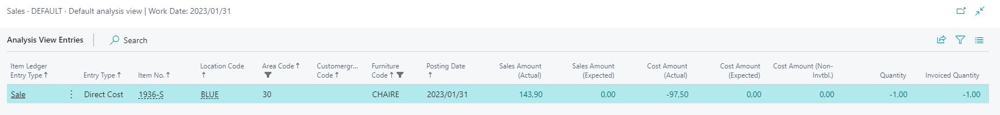 Sales · DEFAULT · Default analysis view | Work Date: 2023/01/31
Analysis View Entries
Search
Item Ledger Entry Type ↑
Entry Type ↑
Item No. ↑
Location Code ↑
Area Code ↑
Customergr... Code ↑
Furniture Code ↑
Posting Date ↑
Sales Amount (Actual)
Sales Amount (Expected)
Cost Amount (Actual)
Cost Amount (Expected)
Cost Amount (Non-Invtbl.)
Quantity
Invoiced Quantity
Sale Direct Cost 1936-S BLUE 30 CHAIRE 2023/01/31 143,90 0,00 -97,50 0,00 0,00 -1,00 -1,00